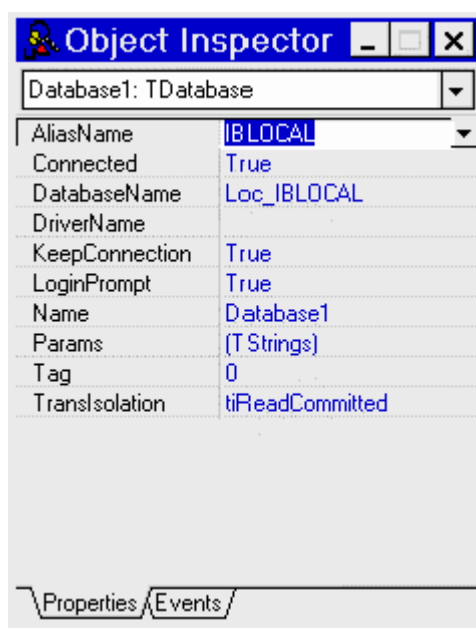 Object Inspector
Database1: TDatabase
AliasName IBLOCAL
Connected True
DatabaseName Loc_IBLOCAL
DriverName
KeepConnection True
LoginPrompt True
Name Database1
Params (TStrings)
Tag 0
TransIsolation tiReadCommitted
Properties Events